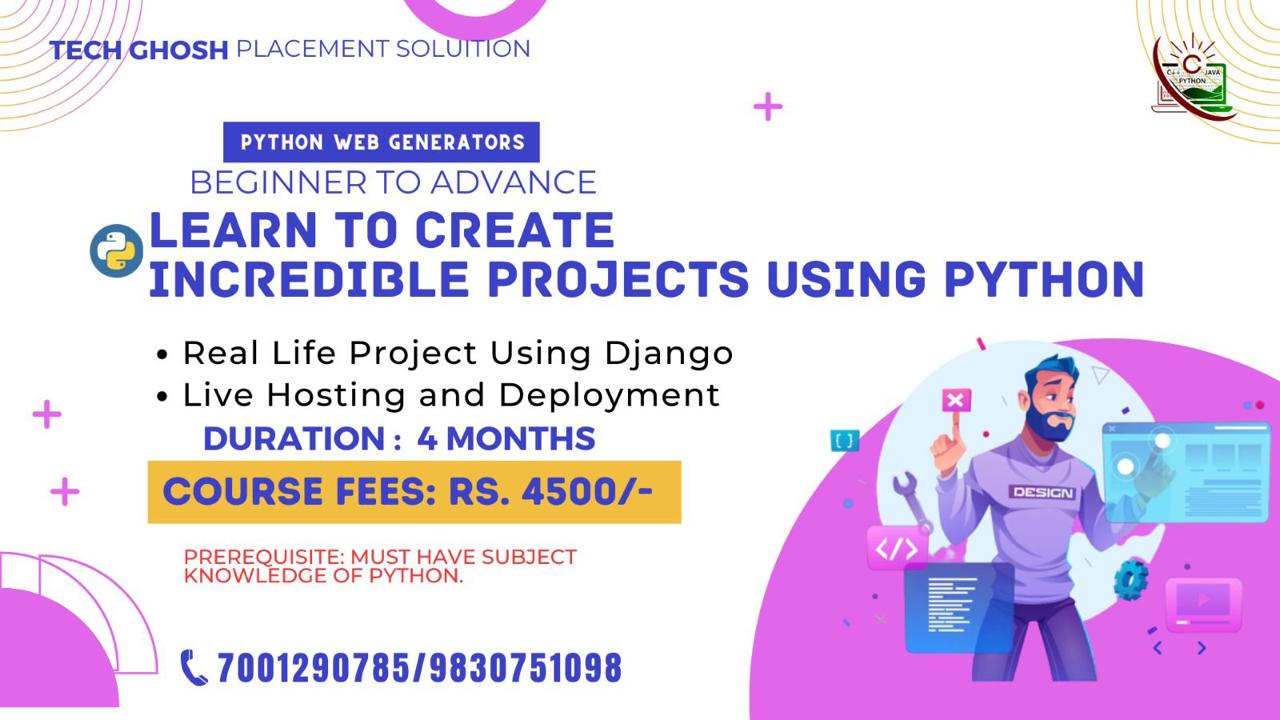 TECH GHOSH PLACEMENT SOLUITION
C
C++ JAVA
PYTHON
PYTHON WEB GENERATORS
BEGINNER TO ADVANCE
LEARN TO CREATE
INCREDIBLE PROJECTS USING PYTHON
• Real Life Project Using Django
• Live Hosting and Deployment
DURATION : 4 MONTHS
COURSE FEES: RS. 4500/-
PREREQUISITE: MUST HAVE SUBJECT
KNOWLEDGE OF PYTHON.
7001290785/9830751098
DESIGN